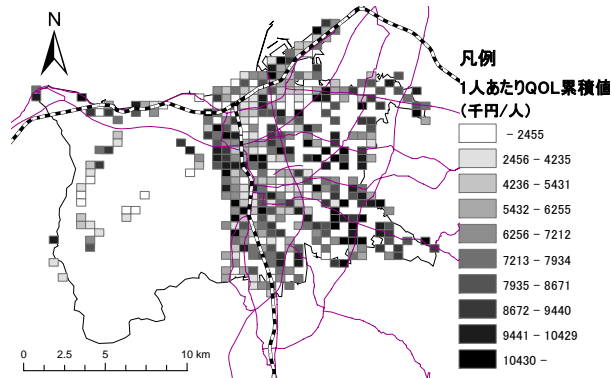 N
凡例
1人あたりQOL累積値
(千円/人)
- 2455
2456 - 4235
4236 - 5431
5432 - 6255
6256 - 7212
7213 - 7934
7935 - 8671
8672 - 9440
9441 - 10429
10430 -
0 2.5 5 10 km